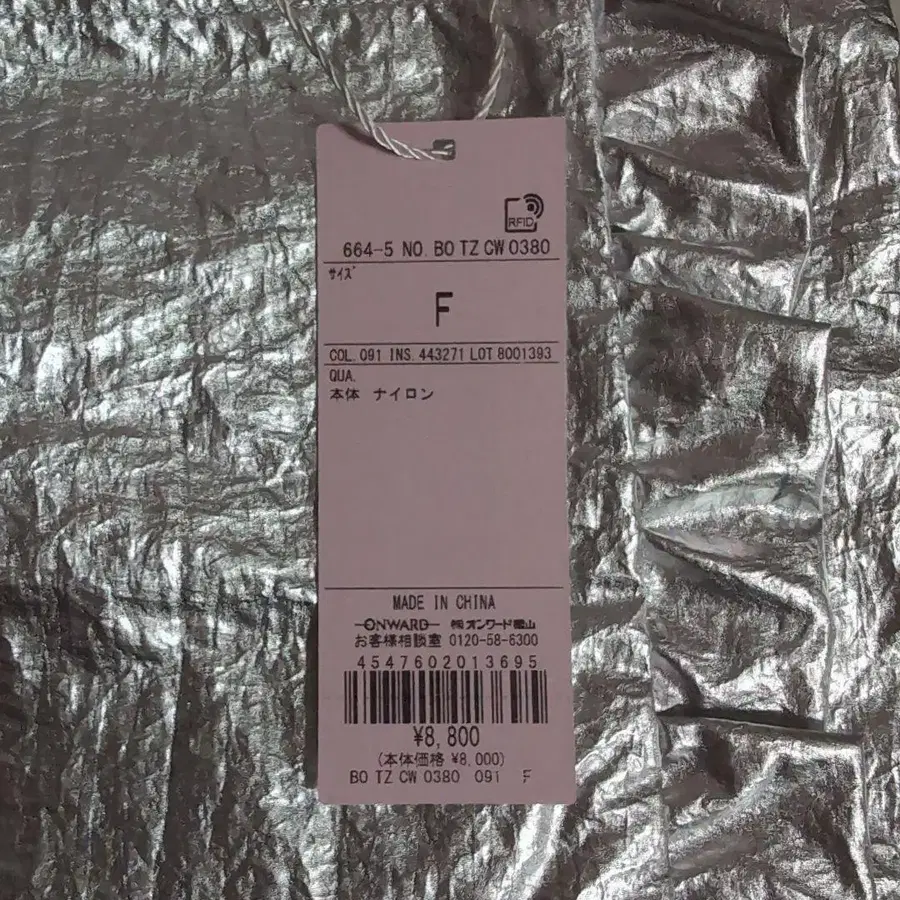 RFID
664-5 NO. BO TZ CW 0380
サイズ
F
COL. 091 INS. 443271 LOT 8001393
QUA.
本体 ナイロン
MADE IN CHINA
ONWARD ㈱オンワード樫山
お客様相談室 0120-58-6300
4547602013695
¥8,800
(本体価格 ¥8,000)
BO TZ CW 0380 091 F